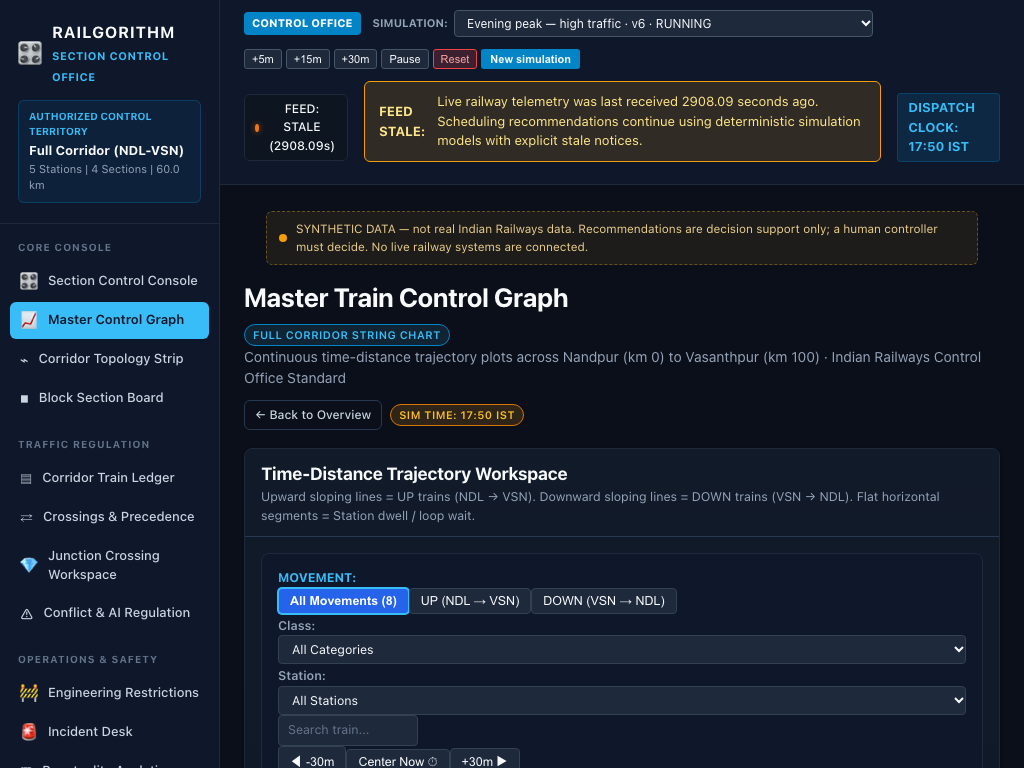 RAILGORITHM
SECTION CONTROL
OFFICE
AUTHORIZED CONTROL
TERRITORY
Full Corridor (NDL-VSN)
5 Stations | 4 Sections | 60.0
km
CORE CONSOLE
Section Control Console
Master Control Graph
Corridor Topology Strip
Block Section Board
TRAFFIC REGULATION
Corridor Train Ledger
Crossings & Precedence
Junction Crossing
Workspace
Conflict & AI Regulation
OPERATIONS & SAFETY
Engineering Restrictions
Incident Desk
CONTROL OFFICE
SIMULATION:
Evening peak — high traffic · v6 · RUNNING
+5m
+15m
+30m
Pause
Reset
New simulation
FEED:
STALE
(2908.09s)
FEED
STALE:
Live railway telemetry was last received 2908.09 seconds ago.
Scheduling recommendations continue using deterministic simulation
models with explicit stale notices.
DISPATCH
CLOCK:
17:50 IST
SYNTHETIC DATA — not real Indian Railways data. Recommendations are decision support only; a human controller
must decide. No live railway systems are connected.
Master Train Control Graph
FULL CORRIDOR STRING CHART
Continuous time-distance trajectory plots across Nandpur (km 0) to Vasanthpur (km 100) · Indian Railways Control
Office Standard
← Back to Overview
SIM TIME: 17:50 IST
Time-Distance Trajectory Workspace
Upward sloping lines = UP trains (NDL → VSN). Downward sloping lines = DOWN trains (VSN → NDL). Flat horizontal
segments = Station dwell / loop wait.
MOVEMENT:
All Movements (8)
UP (NDL → VSN)
DOWN (VSN → NDL)
Class:
All Categories
Station:
All Stations
Search train...
◀ -30m
Center Now ⏱
+30m ▶